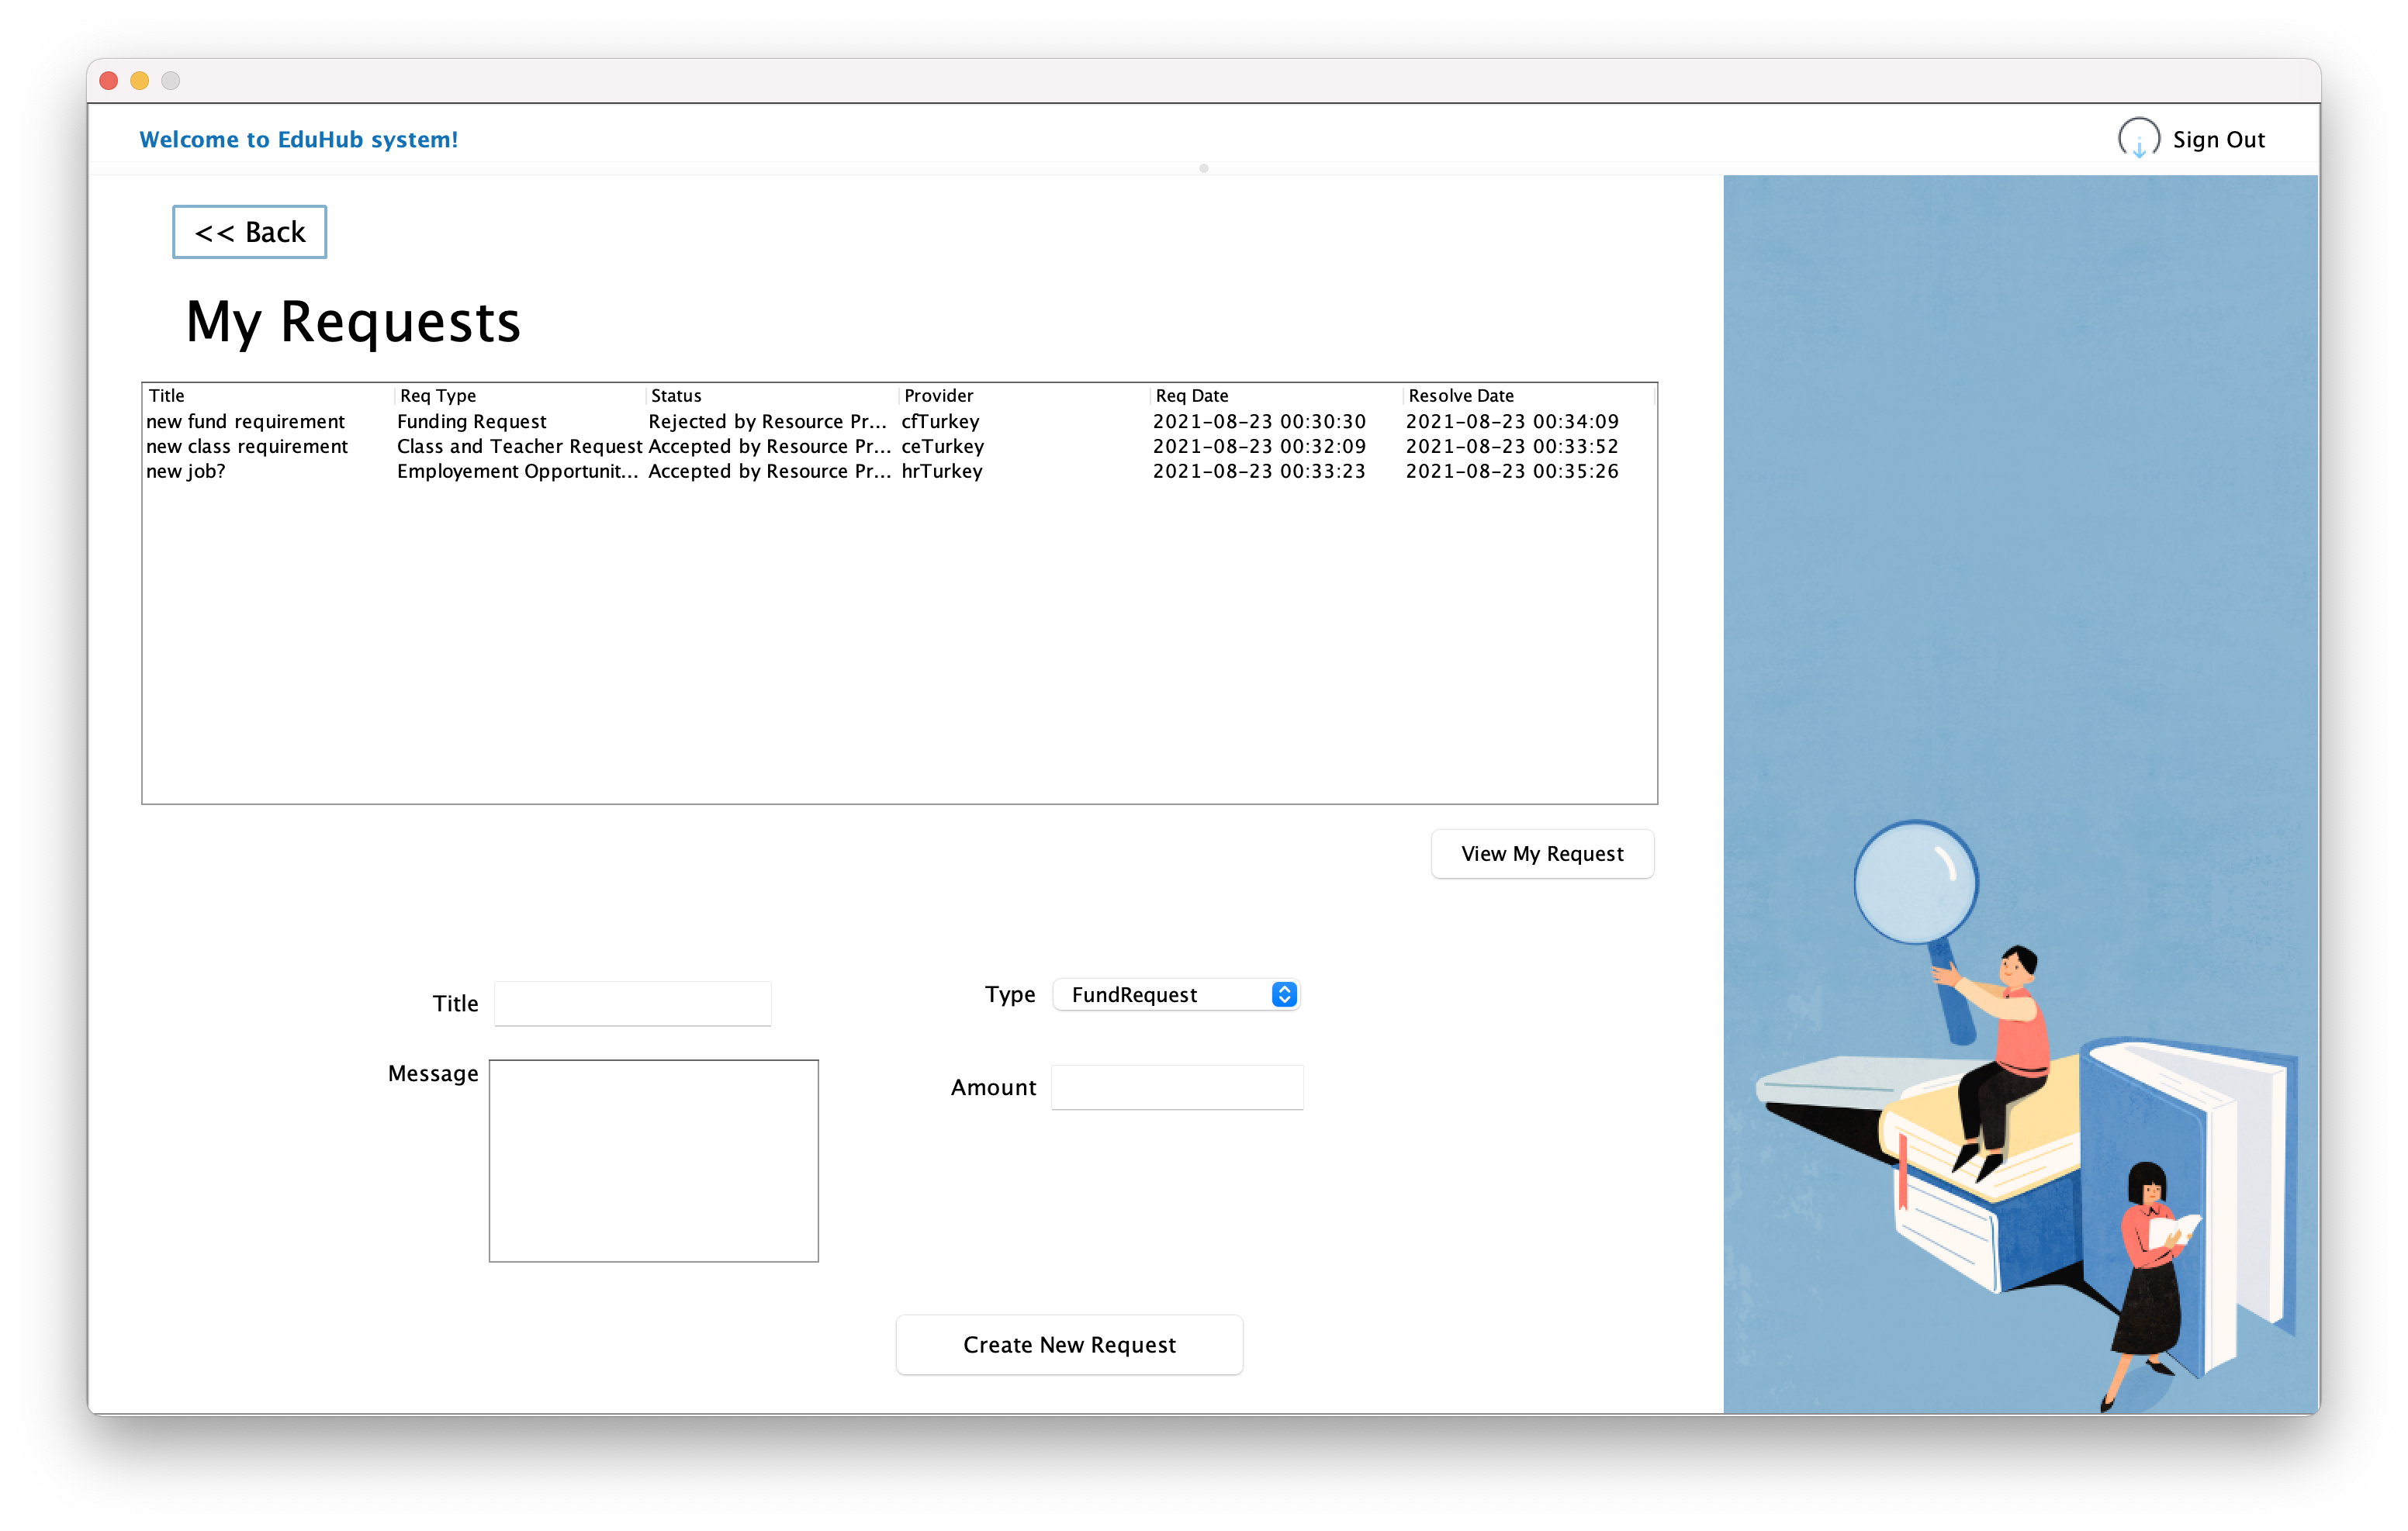 Welcome to EduHub system!
Sign Out
<< Back
My Requests
Title Req Type Status Provider Req Date Resolve Date
new fund requirement Funding Request Rejected by Resource Pr... cfTurkey 2021-08-23 00:30:30 2021-08-23 00:34:09
new class requirement Class and Teacher Request Accepted by Resource Pr... ceTurkey 2021-08-23 00:32:09 2021-08-23 00:33:52
new job? Employement Opportunit... Accepted by Resource Pr... hrTurkey 2021-08-23 00:33:23 2021-08-23 00:35:26
View My Request
Title
Type FundRequest
Message
Amount
Create New Request